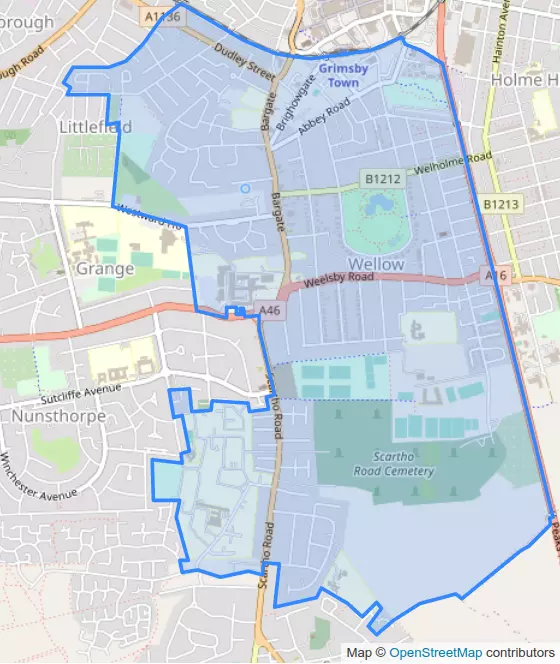 orough
A1136
ough Road
Dudley Street
Hainton Aven
Grimsby
Town
Holme H
Bargate
Brighowgate
Abbey Road
Littlefield
Welholme Road
B1212
B1213
Westward Ho
Bargate
Wellow
Grange
Weelsby Road
A16
A46
Sutcliffe Avenue
Scartho Road
Nunsthorpe
Scartho
Road Cemetery
Winchester Avenue
Scartho Road
Peaks
Map © OpenStreetMap contributors